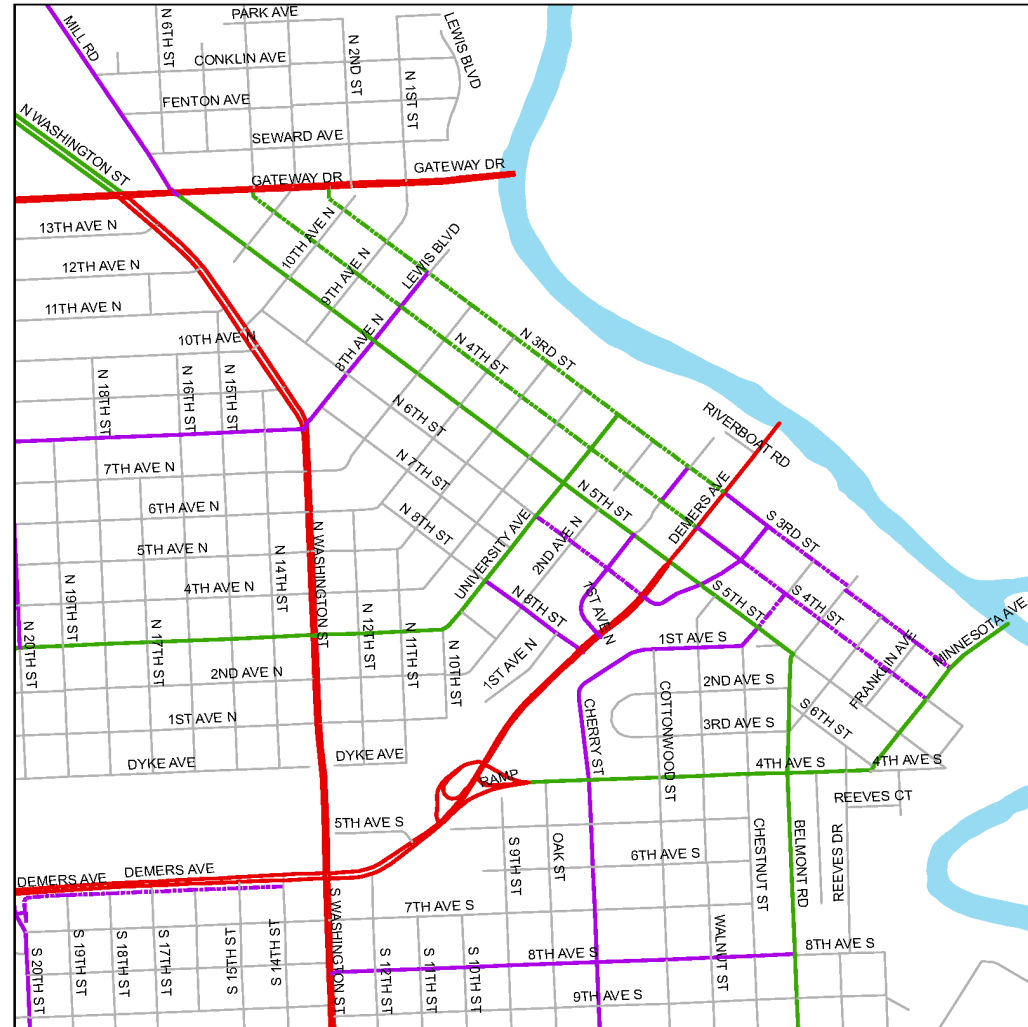 PARK AVE
MILL RD
N 6TH ST
N 2ND ST
LEWIS BLVD
CONKLIN AVE
N 1ST ST
FENTON AVE
SEWARD AVE
N WASHINGTON ST
GATEWAY DR
GATEWAY DR
13TH AVE N
10TH AVE N
LEWIS BLVD
12TH AVE N
9TH AVE N
11TH AVE N
10TH AVE N
8TH AVE N
N 4TH ST
N 3RD ST
N 18TH ST
N 16TH ST
N 15TH ST
N 6TH ST
RIVERBOAT RD
7TH AVE N
N 7TH ST
N 5TH ST
DEMERS AVE
6TH AVE N
N 8TH ST
UNIVERSITY AVE
2ND AVE N
S 3RD ST
5TH AVE N
N 14TH ST
N WASHINGTON ST
4TH AVE N
N 19TH ST
N 8TH ST
1ST AVE N
S 5TH ST
S 4TH ST
N 20TH ST
N 17TH ST
N 12TH ST
N 11TH ST
N 10TH ST
1ST AVE S
MINNESOTA AVE
FRANKLIN AVE
2ND AVE N
1ST AVE N
2ND AVE S
COTTONWOOD ST
1ST AVE N
CHERRY ST
3RD AVE S
S 6TH ST
DYKE AVE
DYKE AVE
RAMP
4TH AVE S
4TH AVE S
REEVES CT
5TH AVE S
S 9TH ST
OAK ST
6TH AVE S
CHESTNUT ST
BELMONT RD
REEVES DR
DEMERS AVE
DEMERS AVE
7TH AVE S
S WASHINGTON ST
WALNUT ST
8TH AVE S
8TH AVE S
S 20TH ST
S 19TH ST
S 18TH ST
S 17TH ST
S 15TH ST
S 14TH ST
S 12TH ST
S 11TH ST
S 10TH ST
9TH AVE S